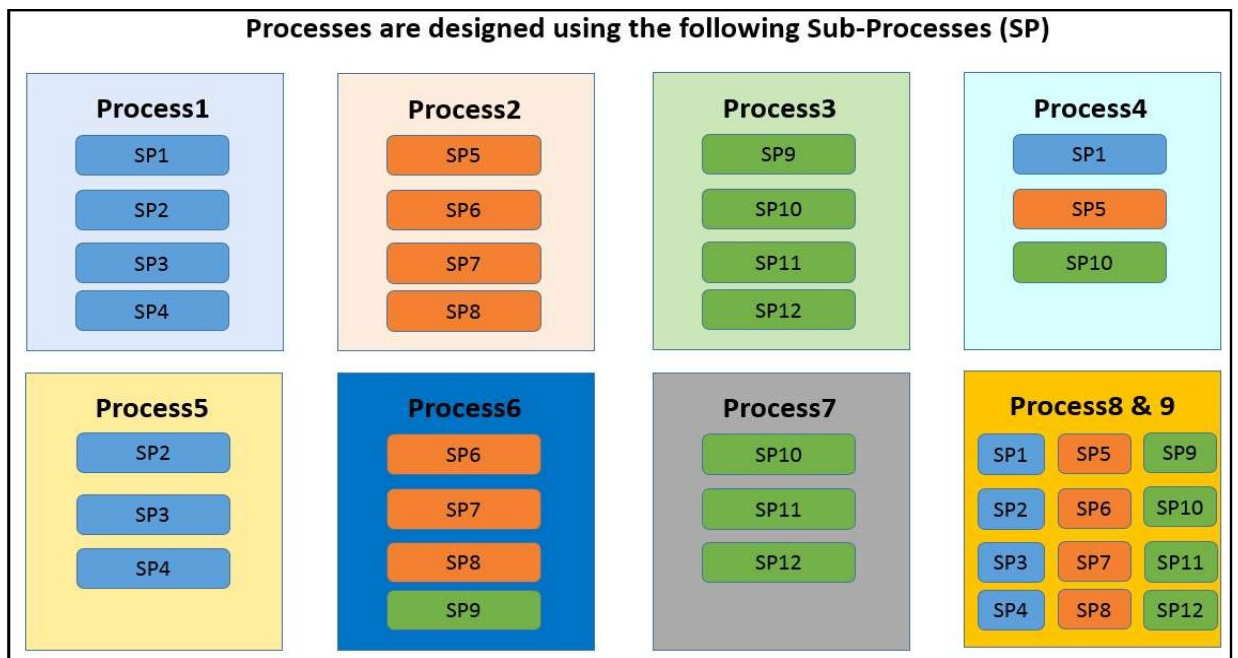 Processes are designed using the following Sub-Processes (SP)
Process1
SP1
SP2
SP3
SP4
Process2
SP5
SP6
SP7
SP8
Process3
SP9
SP10
SP11
SP12
Process4
SP1
SP5
SP10
Process5
SP2
SP3
SP4
Process6
SP6
SP7
SP8
SP9
Process7
SP10
SP11
SP12
Process8 & 9
SP1 SP5 SP9
SP2 SP6 SP10
SP3 SP7 SP11
SP4 SP8 SP12